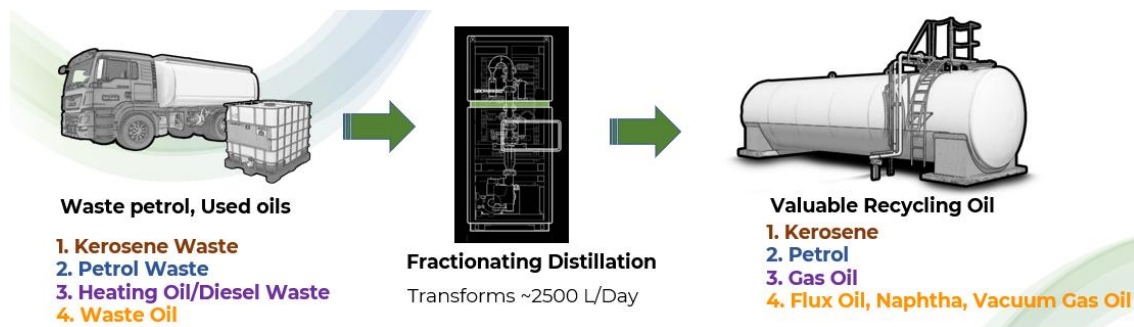 Waste petrol, Used oils
1. Kerosene Waste
2. Petrol Waste
3. Heating Oil/Diesel Waste
4. Waste Oil
Fractionating Distillation
Transforms ~2500 L/Day
Valuable Recycling Oil
1. Kerosene
2. Petrol
3. Gas Oil
4. Flux Oil, Naphtha, Vacuum Gas Oil